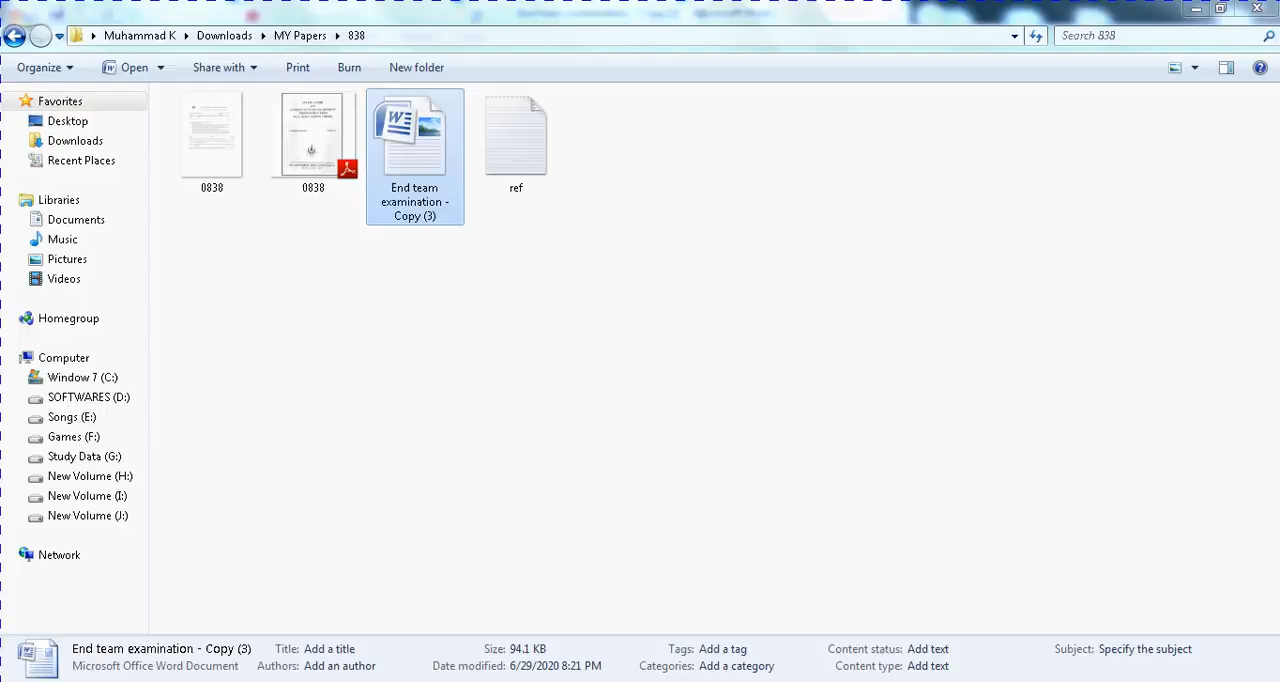 Muhammad K
Downloads
MY Papers
838
Search 838
Organize
Open
Share with
Print
Burn
New folder
Favorites
Desktop
Downloads
Recent Places
Libraries
Documents
Music
Pictures
Videos
Homegroup
Computer
Window 7 (C:)
SOFTWARES (D:)
Songs (E:)
Games (F:)
Study Data (G:)
New Volume (H:)
New Volume (I:)
New Volume (J:)
Network
0838
0838
End team
examination -
Copy (3)
ref
End team examination - Copy (3)
Microsoft Office Word Document
Title: Add a title
Authors: Add an author
Size: 94.1 KB
Date modified: 6/29/2020 8:21 PM
Tags: Add a tag
Categories: Add a category
Content status: Add text
Content type: Add text
Subject: Specify the subject